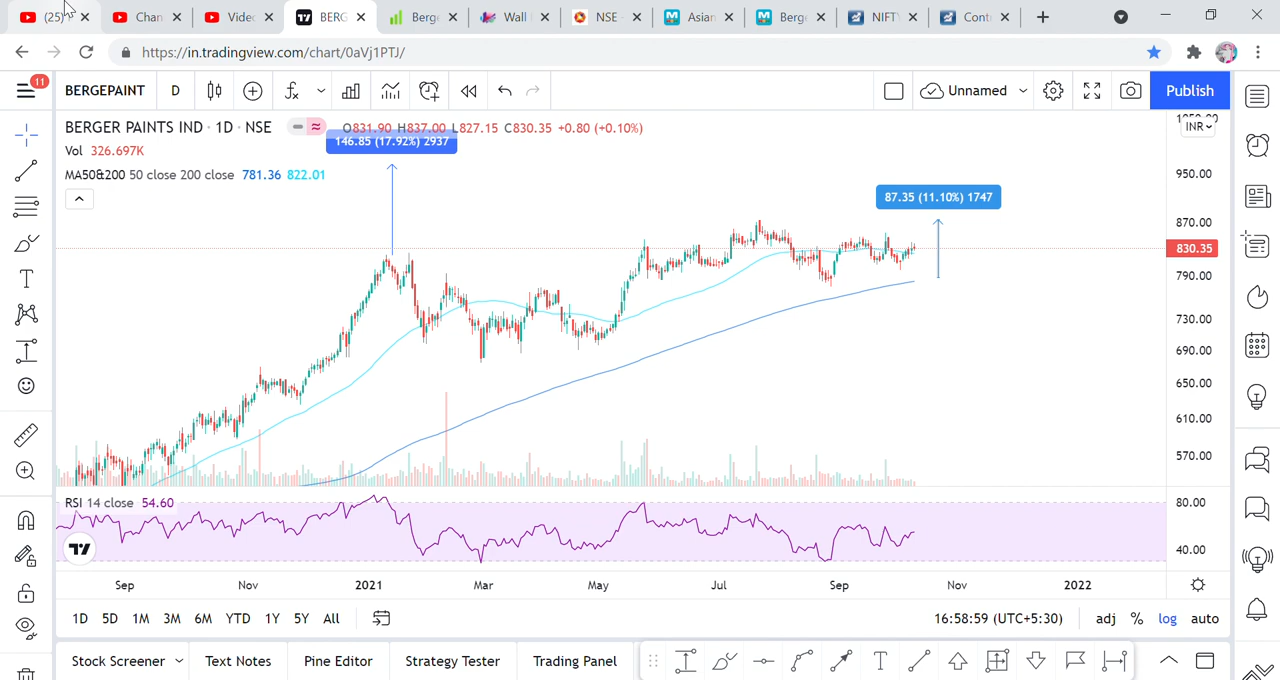 (25)
Chan
Vide
BERG
Berge
Wall
NSE -
Asian
Berge
NIFT
Cont
https://in.tradingview.com/chart/0aVj1PTJ/
11
BERGEPAINT
D
Unnamed
Publish
BERGER PAINTS IND · 1D · NSE
O831.90 H837.00 L827.15 C830.35 +0.80 (+0.10%)
INR
Vol 326.697K
146.85 (17.92%) 2937
MA50&200 50 close 200 close 781.36 822.01
950.00
87.35 (11.10%) 1747
870.00
830.35
790.00
730.00
690.00
650.00
610.00
570.00
RSI 14 close 54.60
80.00
40.00
Sep Nov 2021 Mar May Jul Sep Nov 2022
1D 5D 1M 3M 6M YTD 1Y 5Y All
16:58:59 (UTC+5:30) adj % log auto
Stock Screener Text Notes Pine Editor Strategy Tester Trading Panel